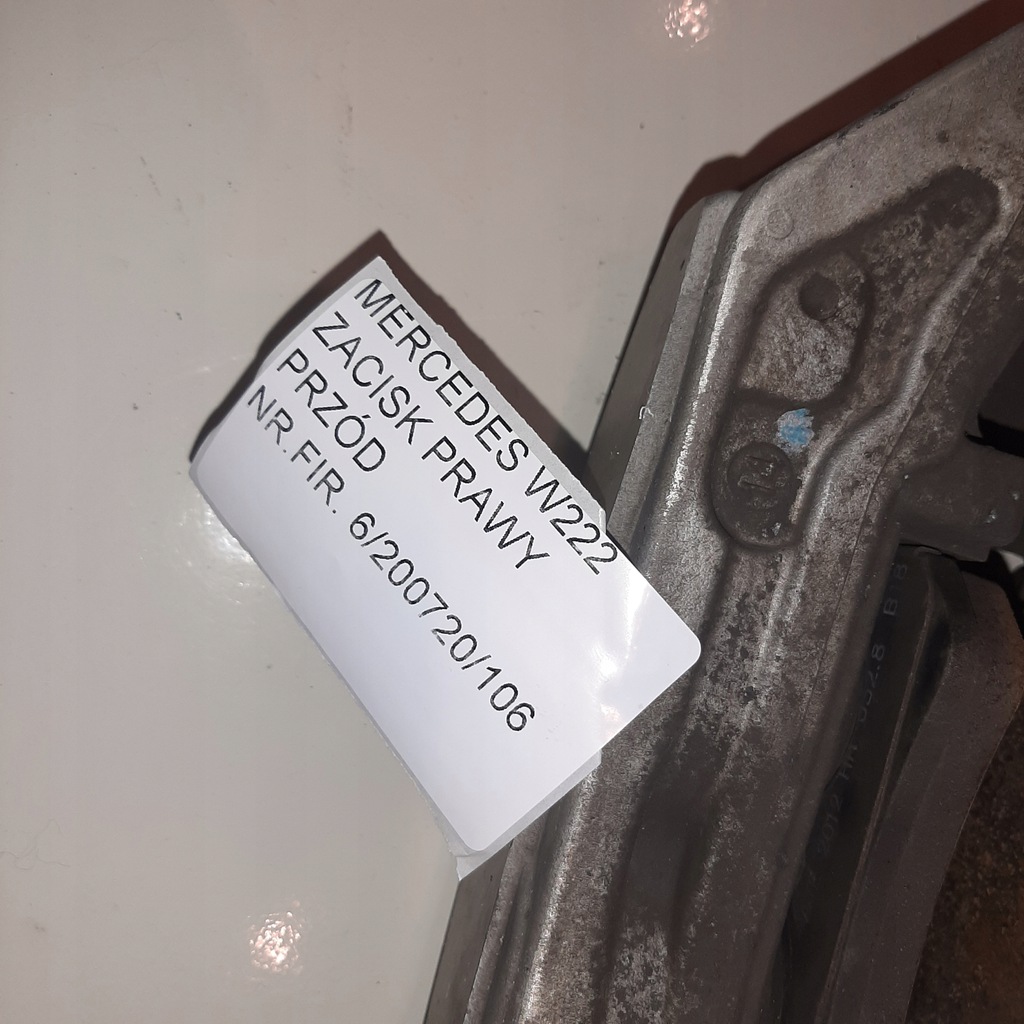 MERCEDES W222
ZACISK PRAWY
PRZÓD
NR.FIR. 6/200720/106